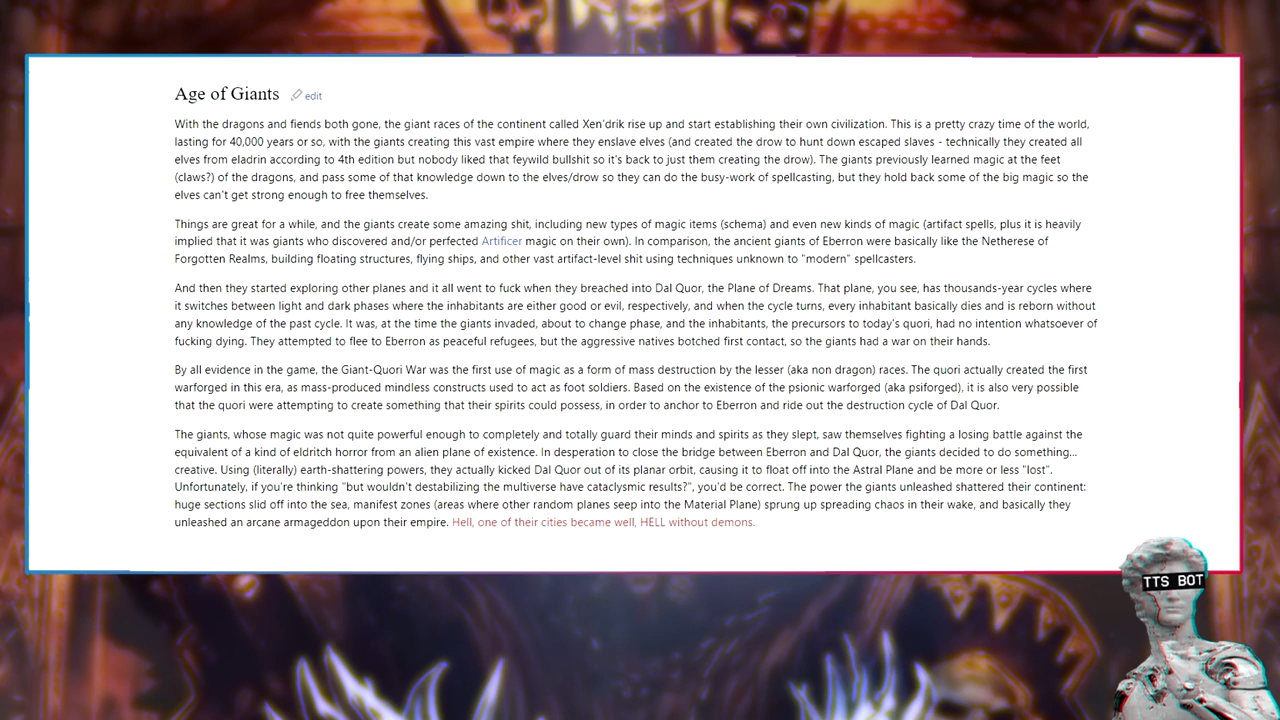 Age of Giants edit
With the dragons and fiends both gone, the giant races of the continent called Xen'drik rise up and start establishing their own civilization. This is a pretty crazy time of the world,
lasting for 40,000 years or so, with the giants creating this vast empire where they enslave elves (and created the drow to hunt down escaped slaves - technically they created all
elves from eladrin according to 4th edition but nobody liked that feywild bullshit so it's back to just them creating the drow). The giants previously learned magic at the feet
(claws?) of the dragons, and pass some of that knowledge down to the elves/drow so they can do the busy-work of spellcasting, but they hold back some of the big magic so the
elves can't get strong enough to free themselves.
Things are great for a while, and the giants create some amazing shit, including new types of magic items (schema) and even new kinds of magic (artifact spells, plus it is heavily
implied that it was giants who discovered and/or perfected Artificer magic on their own). In comparison, the ancient giants of Eberron were basically like the Netherese of
Forgotten Realms, building floating structures, flying ships, and other vast artifact-level shit using techniques unknown to "modern" spellcasters.
And then they started exploring other planes and it all went to fuck when they breached into Dal Quor, the Plane of Dreams. That plane, you see, has thousands-year cycles where
it switches between light and dark phases where the inhabitants are either good or evil, respectively, and when the cycle turns, every inhabitant basically dies and is reborn without
any knowledge of the past cycle. It was, at the time the giants invaded, about to change phase, and the inhabitants, the precursors to today's quori, had no intention whatsoever of
fucking dying. They attempted to flee to Eberron as peaceful refugees, but the aggressive natives botched first contact, so the giants had a war on their hands.
By all evidence in the game, the Giant-Quori War was the first use of magic as a form of mass destruction by the lesser (aka non dragon) races. The quori actually created the first
warforged in this era, as mass-produced mindless constructs used to act as foot soldiers. Based on the existence of the psionic warforged (aka psiforged), it is also very possible
that the quori were attempting to create something that their spirits could possess, in order to anchor to Eberron and ride out the destruction cycle of Dal Quor.
The giants, whose magic was not quite powerful enough to completely and totally guard their minds and spirits as they slept, saw themselves fighting a losing battle against the
equivalent of a kind of eldritch horror from an alien plane of existence. In desperation to close the bridge between Eberron and Dal Quor, the giants decided to do something...
creative. Using (literally) earth-shattering powers, they actually kicked Dal Quor out of its planar orbit, causing it to float off into the Astral Plane and be more or less "lost".
Unfortunately, if you're thinking "but wouldn't destabilizing the multiverse have cataclysmic results?", you'd be correct. The power the giants unleashed shattered their continent:
huge sections slid off into the sea, manifest zones (areas where other random planes seep into the Material Plane) sprung up spreading chaos in their wake, and basically they
unleashed an arcane armageddon upon their empire. Hell, one of their cities became well, HELL without demons.
TTS BOT